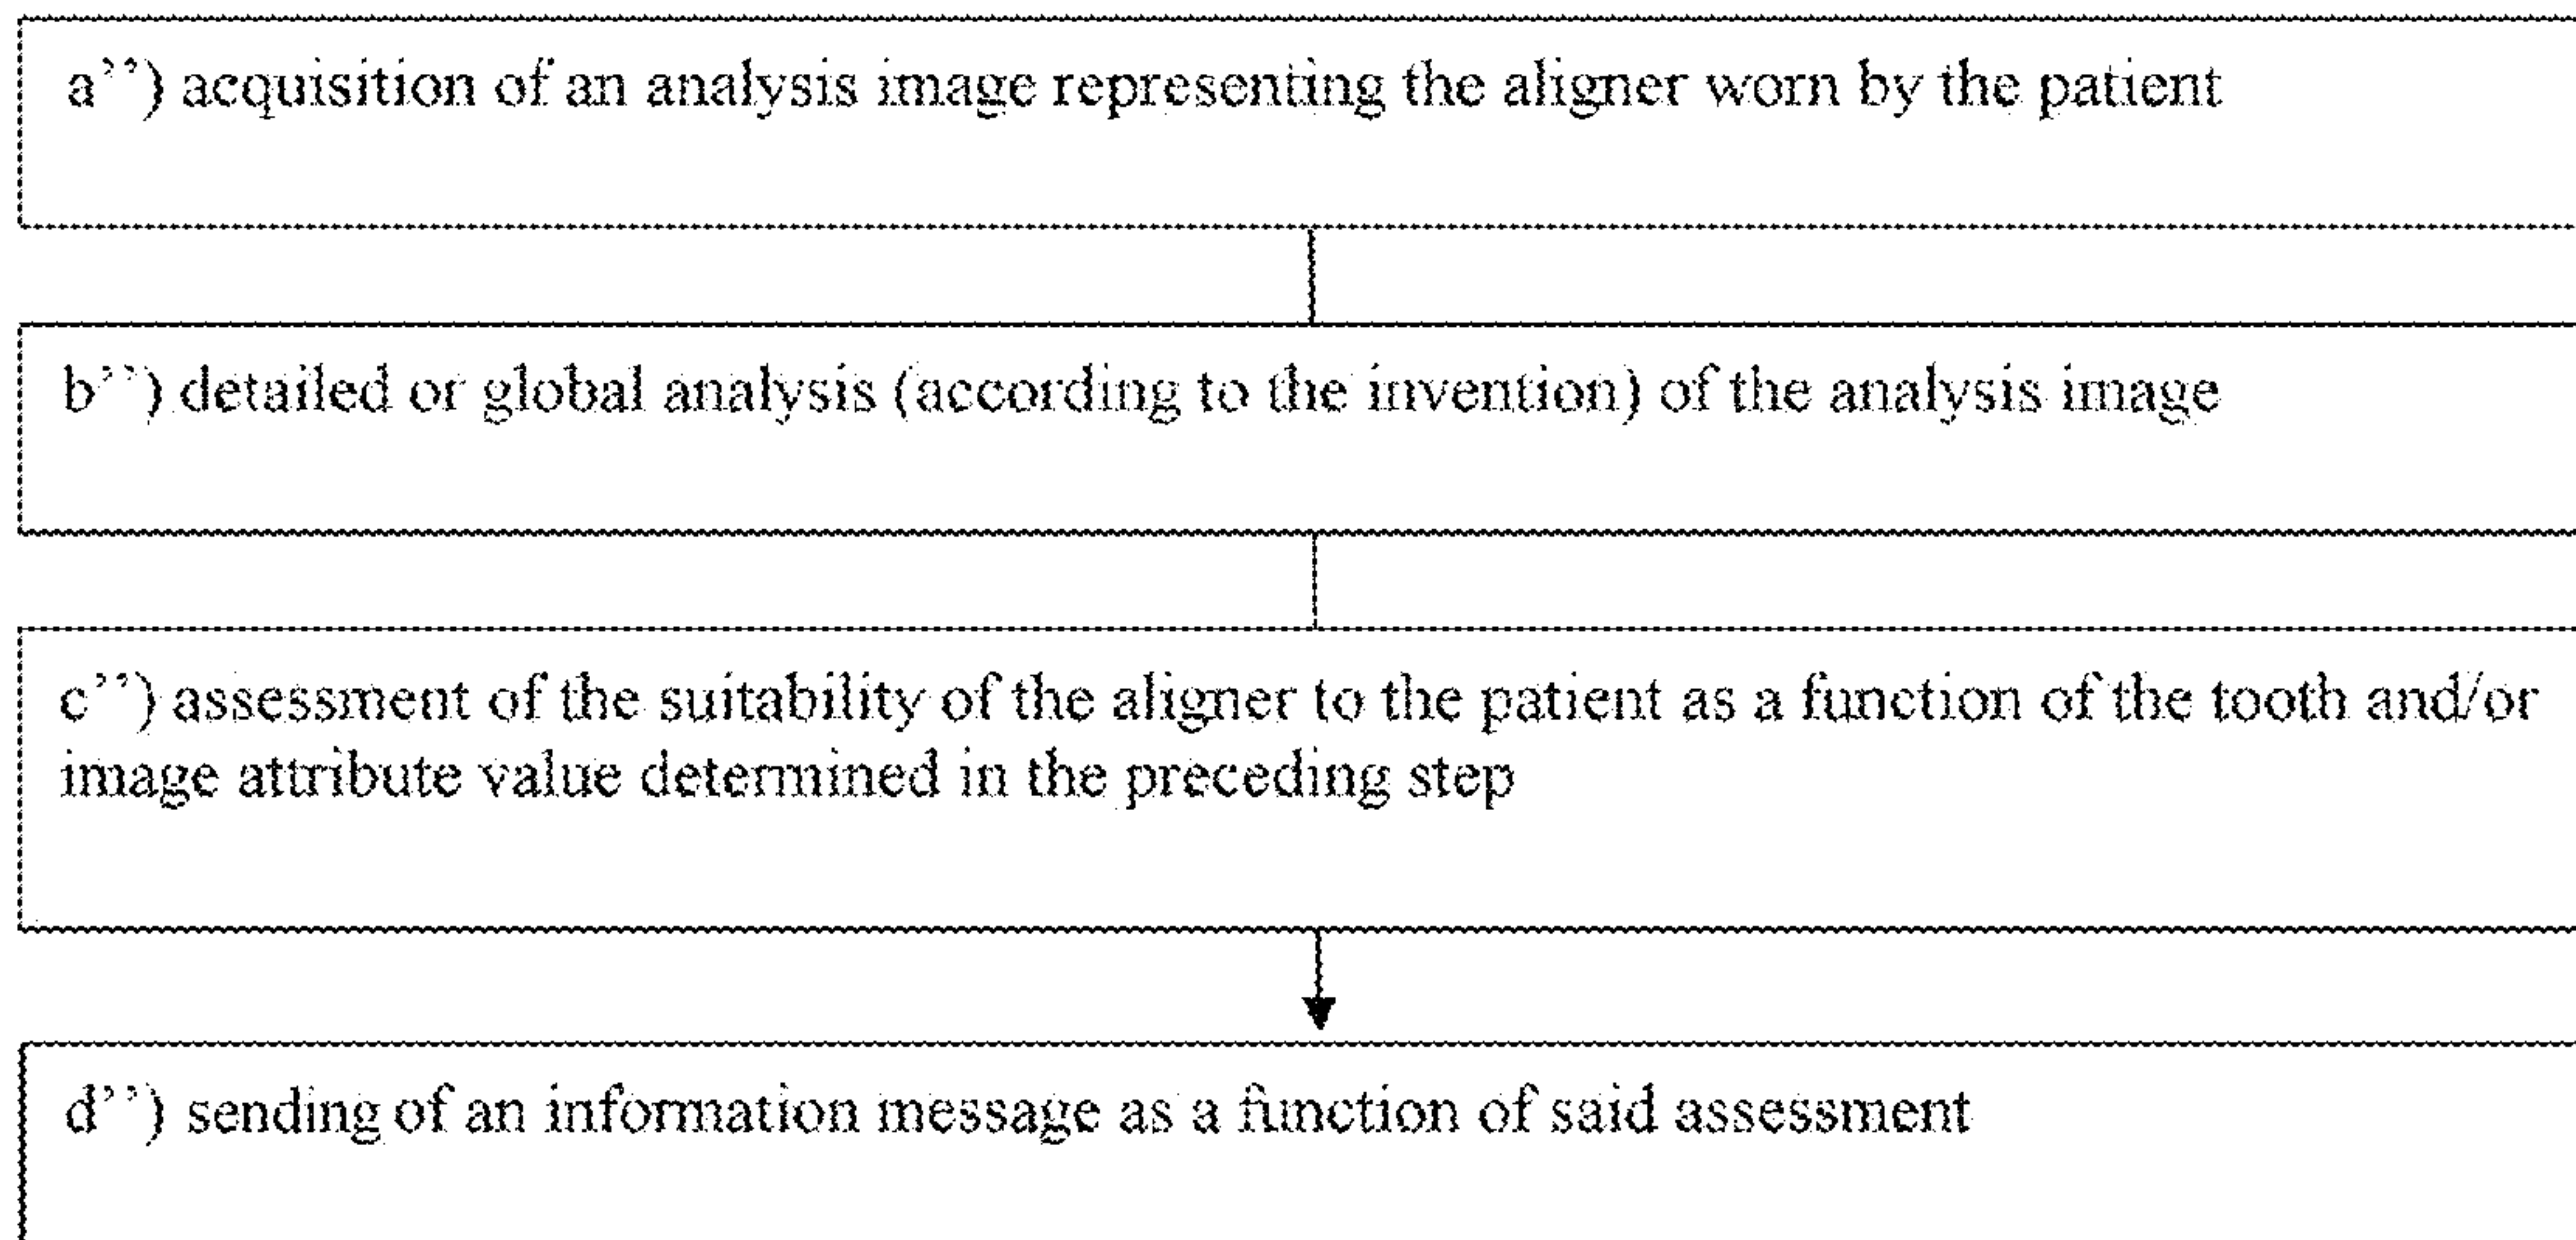 a’’) acquisition of an analysis image representing the aligner worn by the patient
b’’) detailed or global analysis (according to the invention) of the analysis image
c’’) assessment of the suitability of the aligner to the patient as a function of the tooth and/or
image attribute value determined in the preceding step
d’’) sending of an information message as a function of said assessment